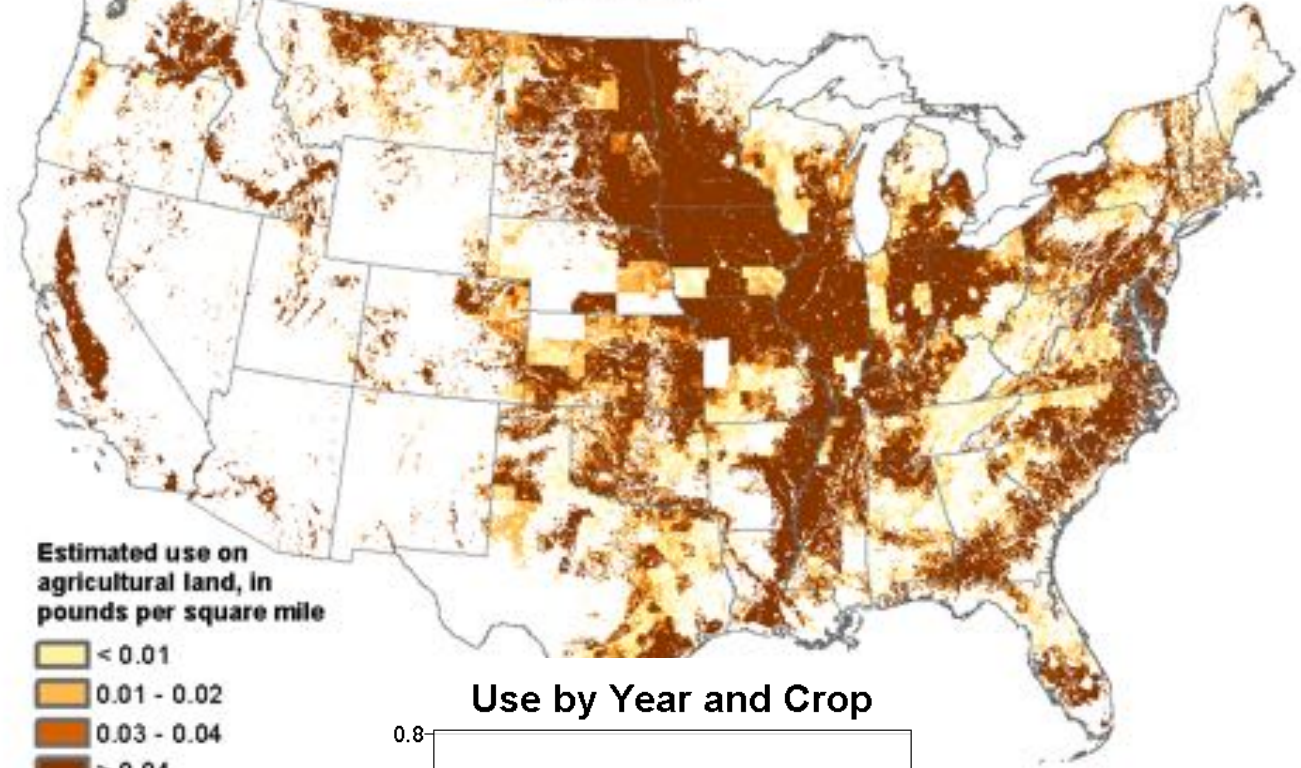 Estimated use on
agricultural land, in
pounds per square mile
< 0.01
0.01 - 0.02
0.03 - 0.04
Use by Year and Crop
0.8